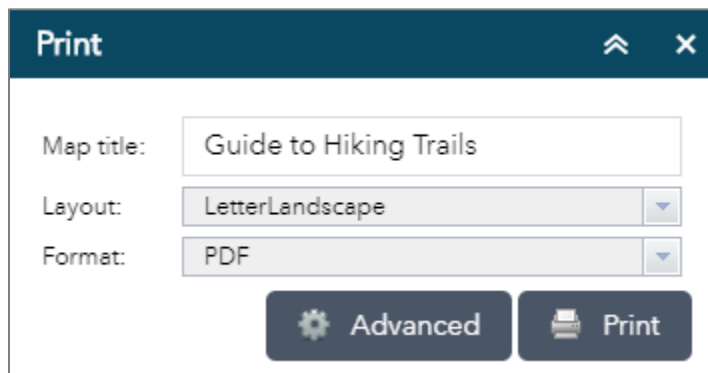 Print
Map title: Guide to Hiking Trails
Layout: LetterLandscape
Format: PDF
Advanced Print